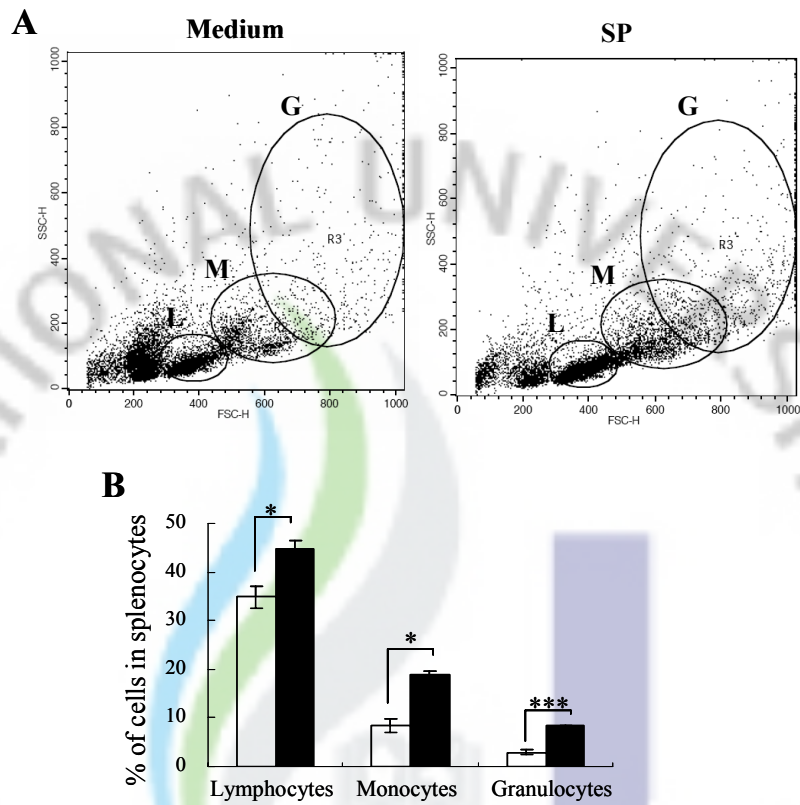 A
Medium
SP
1000
800
600
400
200
0
SSC-H
G
R3
M
L
0 200 400 600 800 1000
FSC-H
1000
800
600
400
200
0
SSC-H
G
R3
M
L
0 200 400 600 800 1000
FSC-H
IONAL UNIVERSI
B
% of cells in splenocytes
50
40
30
20
10
0
*
*
***
Lymphocytes Monocytes Granulocytes